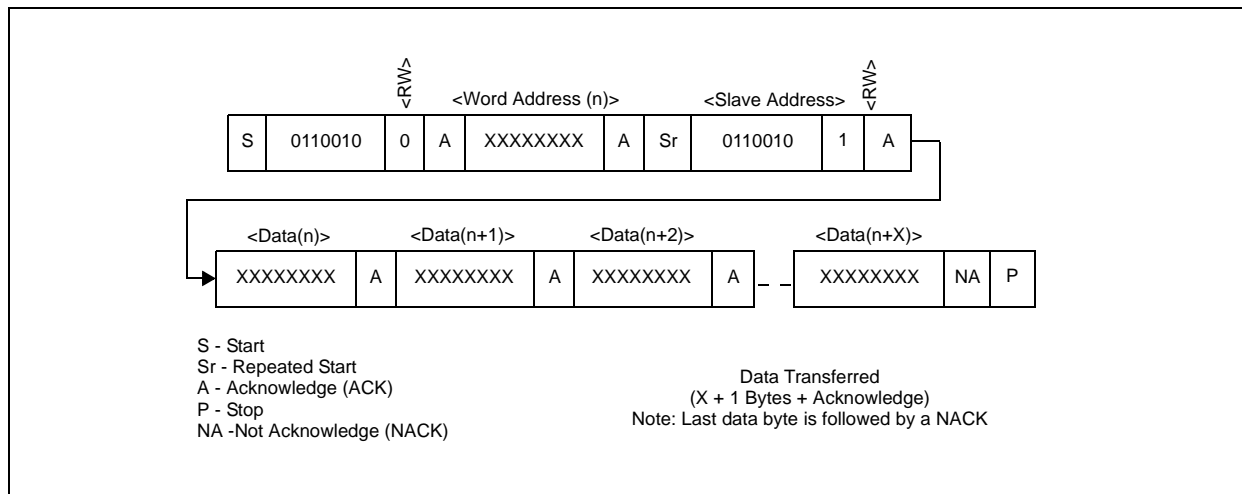 <RW>
<RW>
<Word Address (n)>
<Slave Address>
S 0110010 0 A XXXXXXXX A Sr 0110010 1 A
<Data(n)> <Data(n+1)> <Data(n+2)> <Data(n+X)>
XXXXXXXX A XXXXXXXX A XXXXXXXX A XXXXXXXX NA P
S - Start
Sr - Repeated Start
A - Acknowledge (ACK)
P - Stop
NA -Not Acknowledge (NACK)
Data Transferred
(X + 1 Bytes + Acknowledge)
Note: Last data byte is followed by a NACK